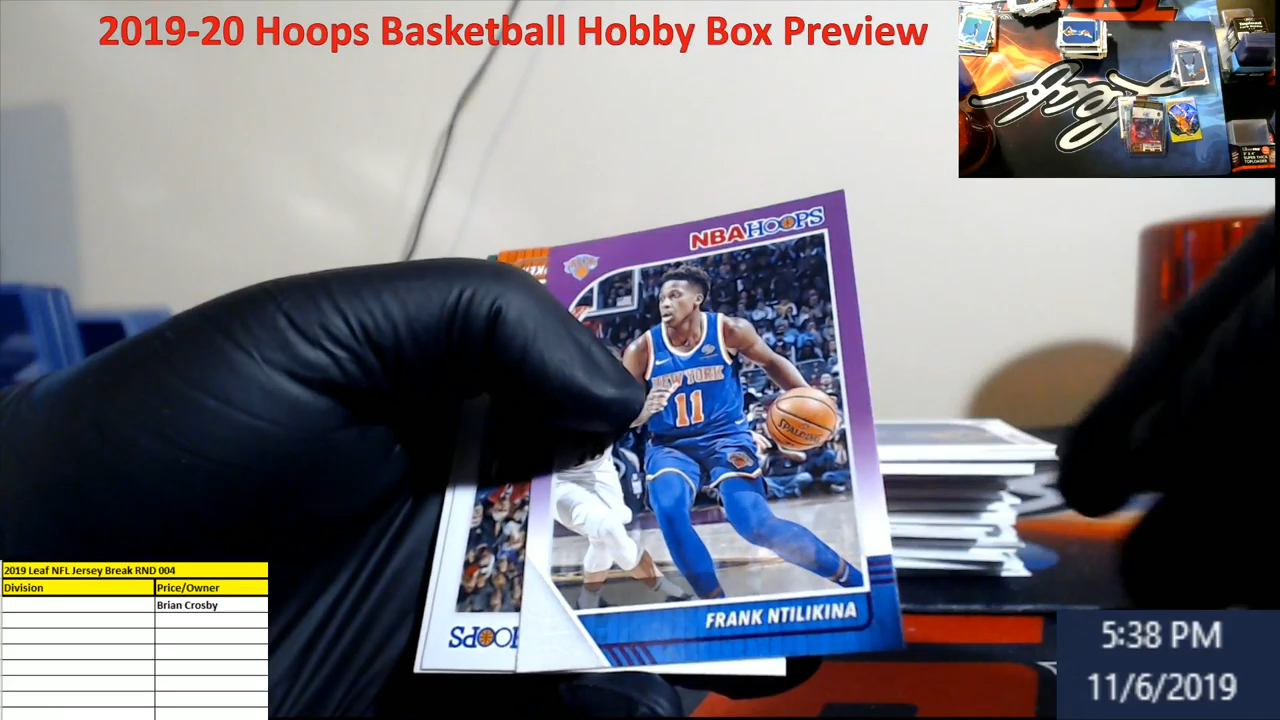 2019-20 Hoops Basketball Hobby Box Preview
NBA HOOPS
NEW YORK
11
SPALDING
FRANK NTILIKINA
HOOPS
2019 Leaf NFL Jersey Break RND 004
Division Price/Owner
Brian Crosby
5:38 PM
11/6/2019